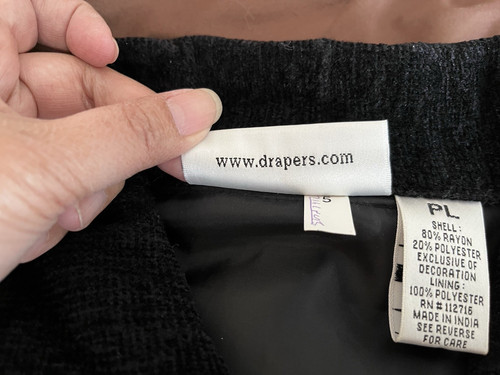 www.drapers.com
S
PL
SHELL:
80% RAYON
20% POLYESTER
EXCLUSIVE OF
DECORATION
LINING:
100% POLYESTER
RN # 112716
MADE IN INDIA
SEE REVERSE
FOR CARE